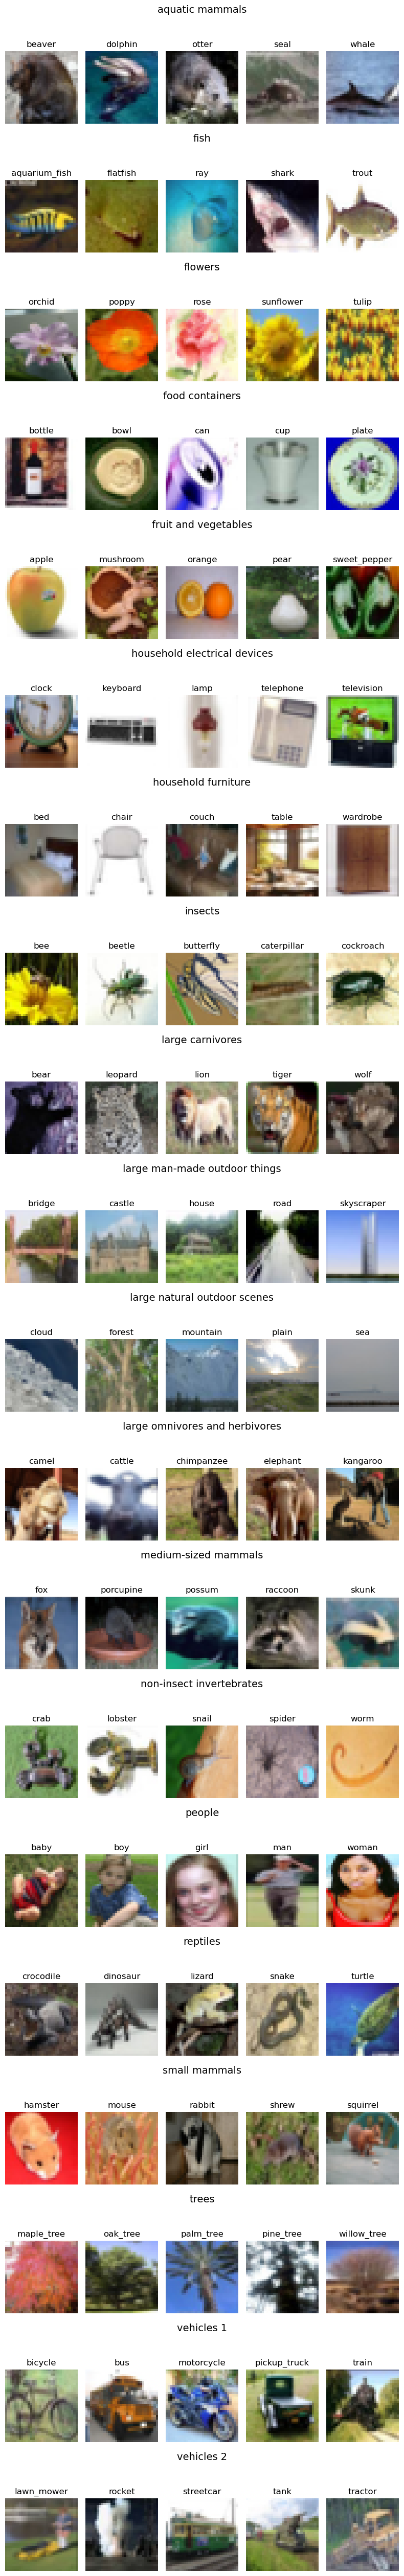 aquatic mammals
beaver dolphin otter seal whale
fish
aquarium_fish flatfish ray shark trout
flowers
orchid poppy rose sunflower tulip
food containers
bottle bowl can cup plate
fruit and vegetables
apple mushroom orange pear sweet_pepper
household electrical devices
clock keyboard lamp telephone television
household furniture
bed chair couch table wardrobe
insects
bee beetle butterfly caterpillar cockroach
large carnivores
bear leopard lion tiger wolf
large man-made outdoor things
bridge castle house road skyscraper
large natural outdoor scenes
cloud forest mountain plain sea
large omnivores and herbivores
camel cattle chimpanzee elephant kangaroo
medium-sized mammals
fox porcupine possum raccoon skunk
non-insect invertebrates
crab lobster snail spider worm
people
baby boy girl man woman
reptiles
crocodile dinosaur lizard snake turtle
small mammals
hamster mouse rabbit shrew squirrel
trees
maple_tree oak_tree palm_tree pine_tree willow_tree
vehicles 1
bicycle bus motorcycle pickup_truck train
vehicles 2
lawn_mower rocket streetcar tank tractor